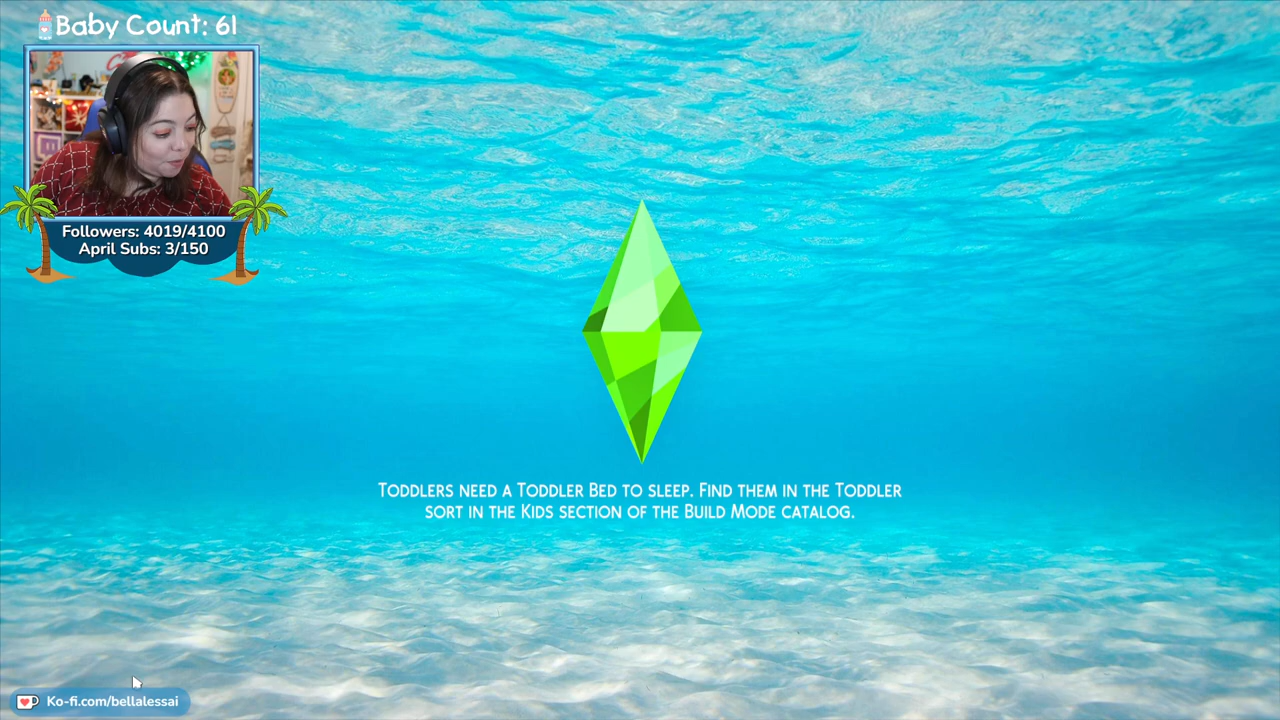 Baby Count: 61
Followers: 4019/4100
April Subs: 3/150
Toddlers need a Toddler Bed to sleep. Find them in the Toddler
sort in the Kids section of the Build Mode catalog.
Ko-fi.com/bellalessai